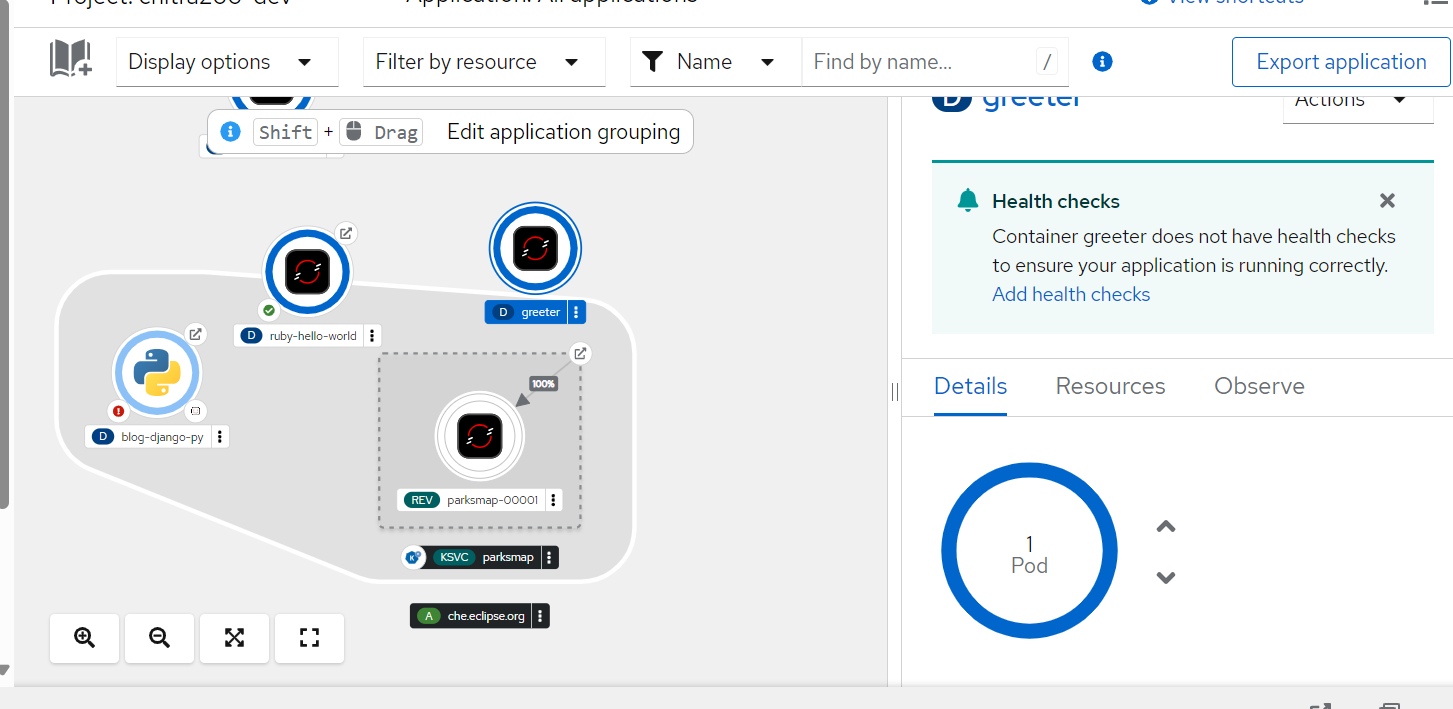 Project: chitra200-dev
Application: All applications
View shortcuts
Display options
Filter by resource
Name
Find by name...
/
Export application
Shift + Drag Edit application grouping
D ruby-hello-world
D greeter
D blog-django-py
100%
REV parksmap-00001
KSVC parksmap
A che.eclipse.org
D greeter
Actions
Health checks
Container greeter does not have health checks
to ensure your application is running correctly.
Add health checks
Details Resources Observe
1
Pod